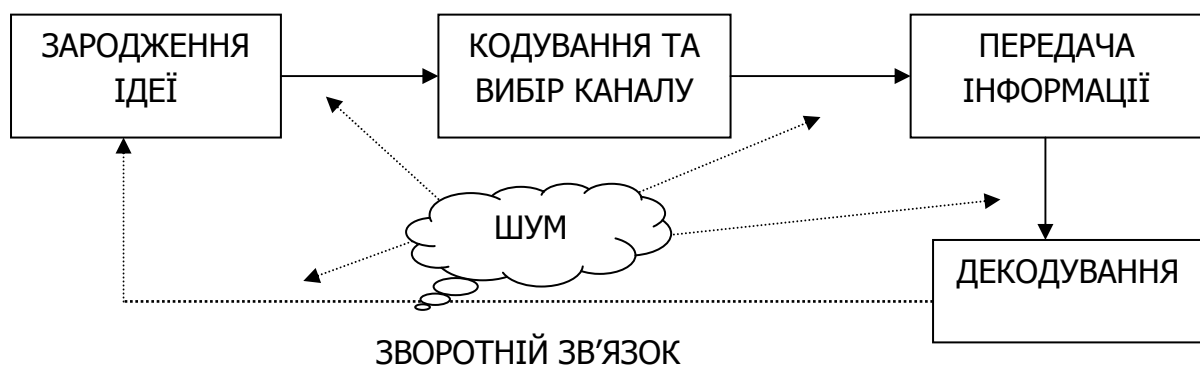 ЗАРОДЖЕННЯ
ІДЕЇ
КОДУВАННЯ ТА
ВИБІР КАНАЛУ
ПЕРЕДАЧА
ІНФОРМАЦІЇ
ШУМ
ДЕКОДУВАННЯ
ЗВОРОТНІЙ ЗВ'ЯЗОК